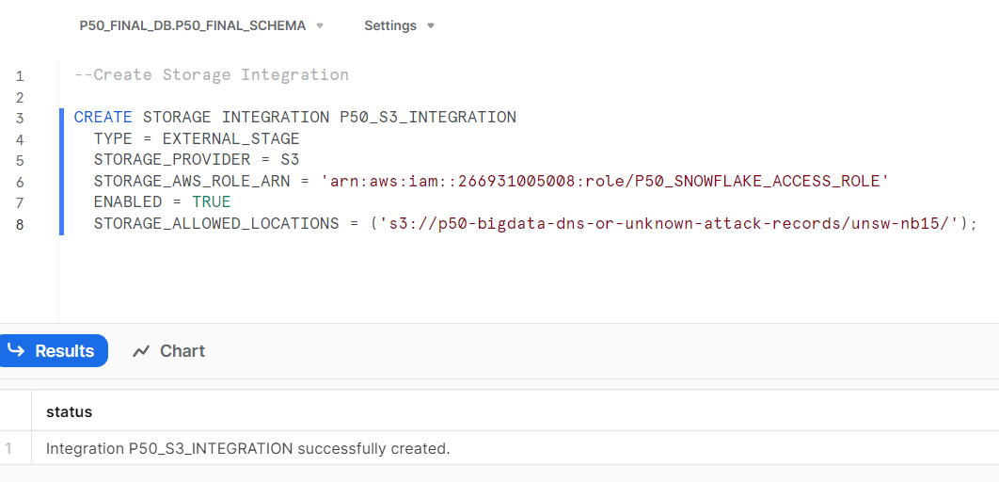 P50_FINAL_DB.P50_FINAL_SCHEMA Settings
1 --Create Storage Integration
2
3 CREATE STORAGE INTEGRATION P50_S3_INTEGRATION
4 TYPE = EXTERNAL_STAGE
5 STORAGE_PROVIDER = S3
6 STORAGE_AWS_ROLE_ARN = 'arn:aws:iam::266931005008:role/P50_SNOWFLAKE_ACCESS_ROLE'
7 ENABLED = TRUE
8 STORAGE_ALLOWED_LOCATIONS = ('s3://p50-bigdata-dns-or-unknown-attack-records/unsw-nb15/');
Results Chart
status
1 Integration P50_S3_INTEGRATION successfully created.